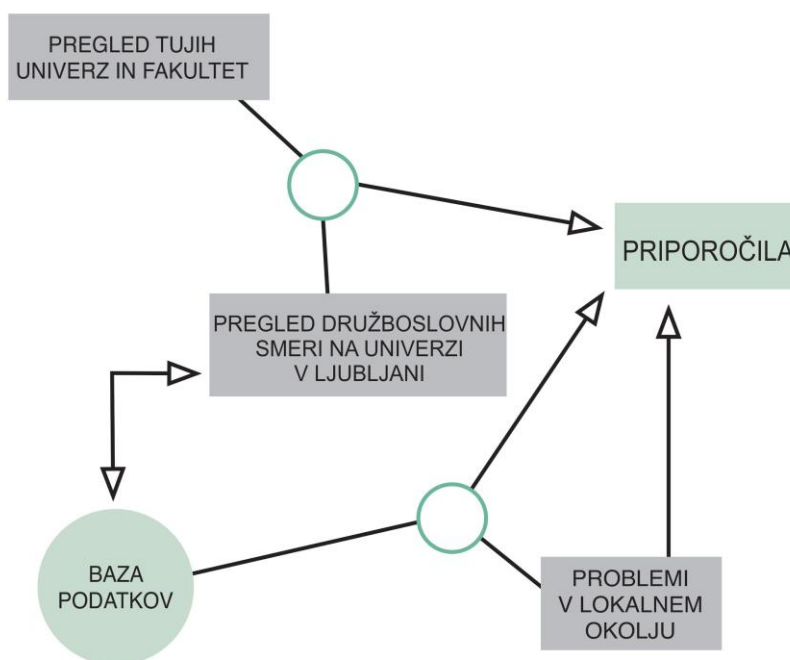 PREGLED TUJIH
UNIVERZ IN FAKULTET
PRIPOROČILA
PREGLED DRUŽBOSLOVNIH
SMERI NA UNIVERZI
V LJUBLJANI
BAZA
PODATKOV
PROBLEMI
V LOKALNEM
OKOLJU